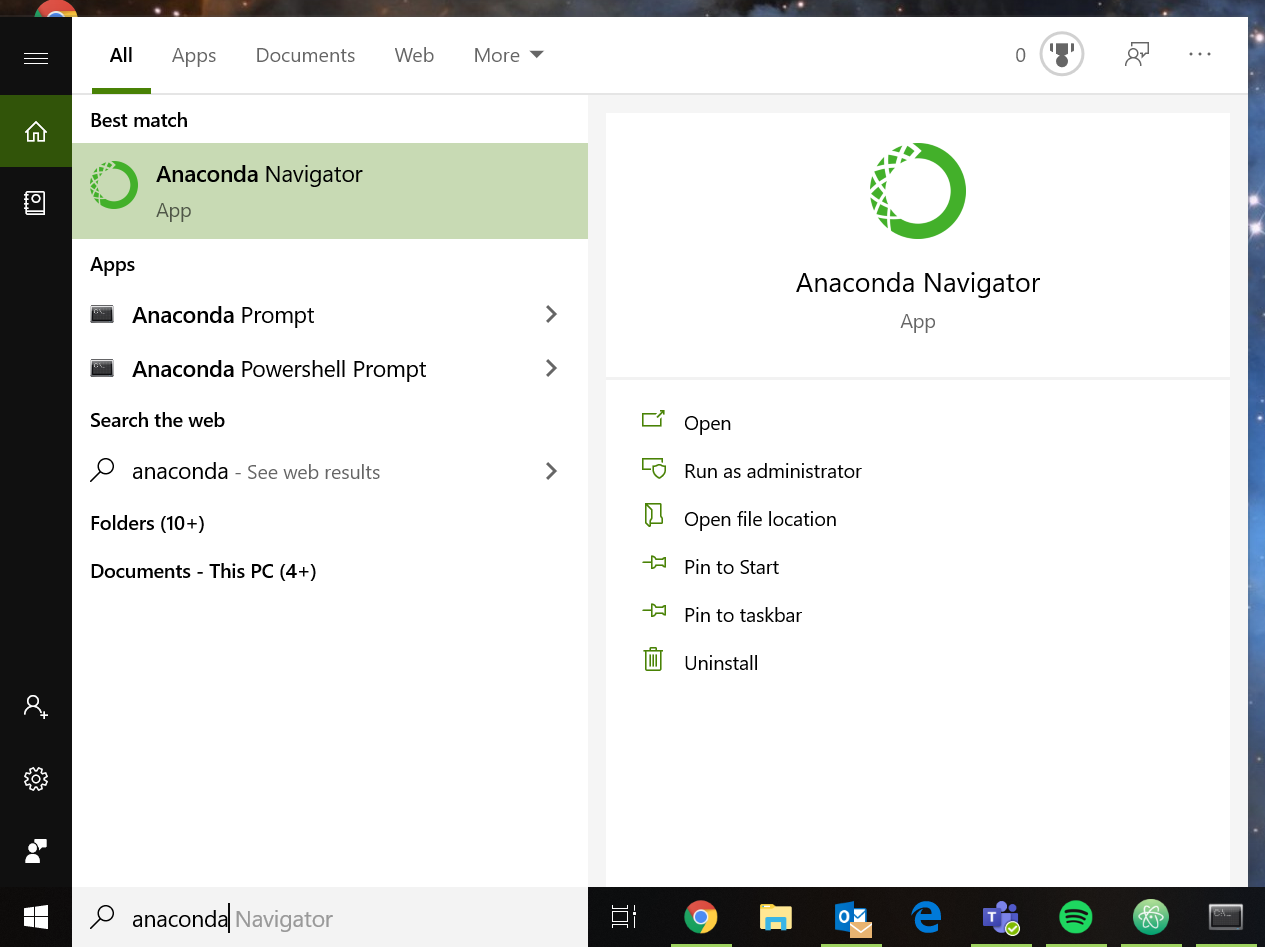 All Apps Documents Web More 0
Best match
Anaconda Navigator
App
Apps
Anaconda Prompt
Anaconda Powershell Prompt
Search the web
anaconda - See web results
Folders (10+)
Documents - This PC (4+)
Anaconda Navigator
App
Open
Run as administrator
Open file location
Pin to Start
Pin to taskbar
Uninstall
anaconda Navigator